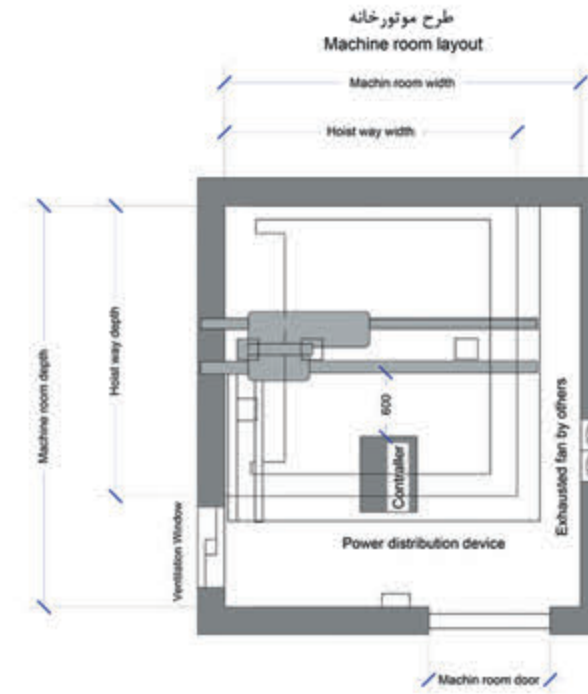 طرح موتورخانه
Machine room layout
Machin room width
Hoist way width
Machine room depth
Hoist way depth
600
Contraller
Exhausted fan by others
Ventilation Window
Power distribution device
Machin room door